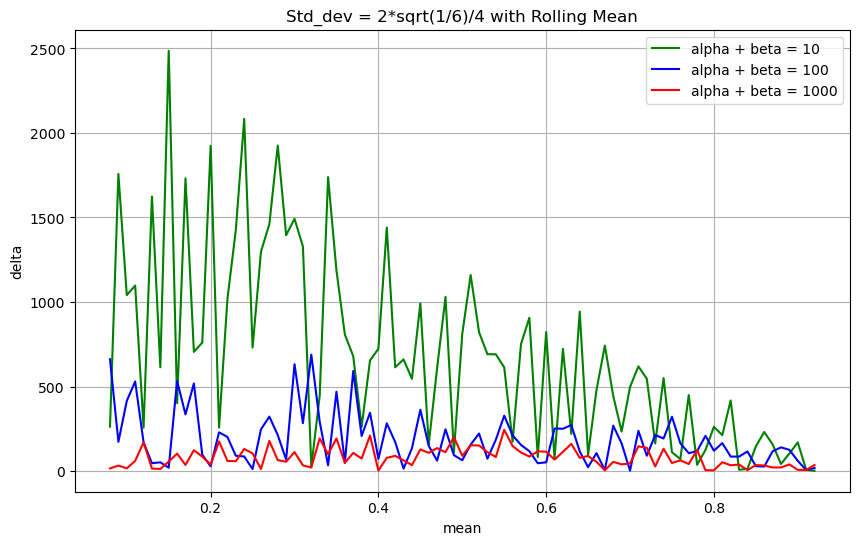 Std_dev = 2*sqrt(1/6)/4 with Rolling Mean
alpha + beta = 10
alpha + beta = 100
alpha + beta = 1000
2500
2000
1500
1000
500
0
delta
0.2 0.4 0.6 0.8
mean